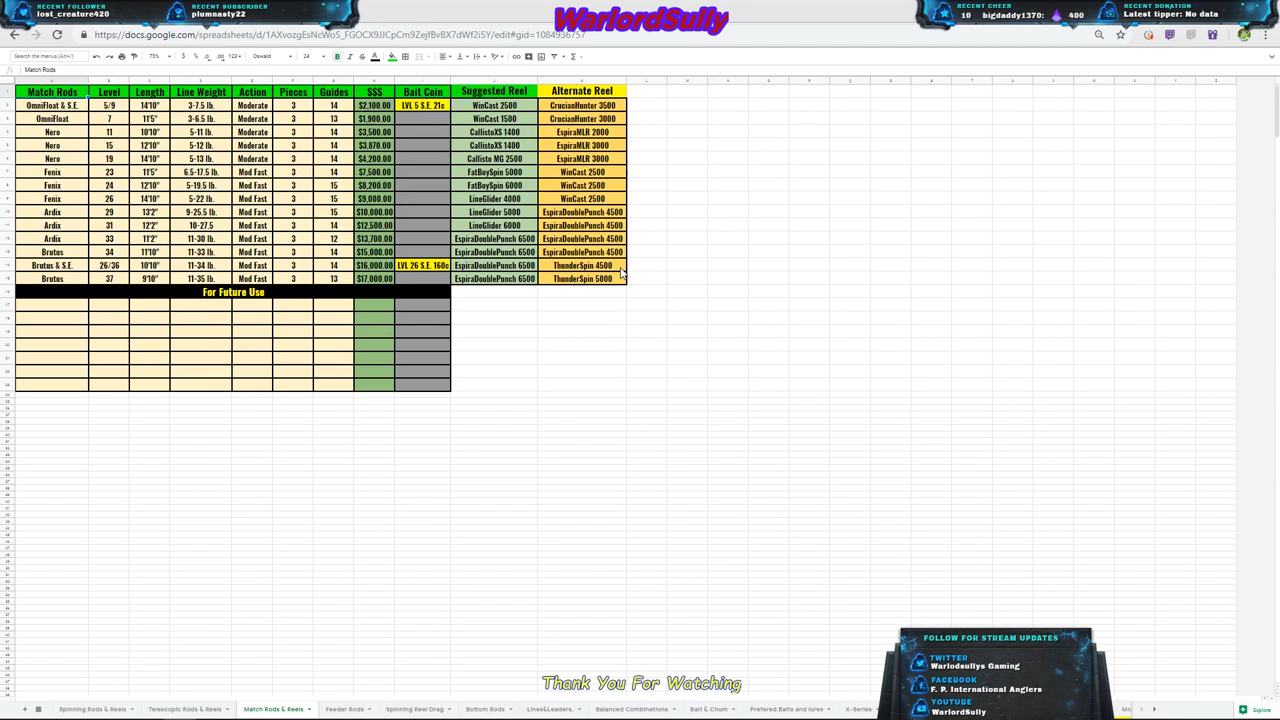 RECENT FOLLOWER
lost_creature420
RECENT SUBSCRIBER
plumnasty22
WarlordSully
RECENT CHEER
10 bigdaddy1370: 400
RECENT DONATION
Latest tipper: No data
Search the menus (Alt+/)
75%
$ % .0 .00 123
Oswald
24
B I S A
Match Rods
Match Rods Level Length Line Weight Action Pieces Guides $$$ Bait Coin Suggested Reel Alternate Reel
OmniFloat & S.E. 5/9 14'10" 3-7.5 lb. Moderate 3 14 $2,100.00 LVL 5 S.E. 21c WinCast 2500 CrucianHunter 3500
OmniFloat 7 11'5" 3-6.5 lb. Moderate 3 13 $1,900.00 WinCast 1500 CrucianHunter 3000
Nero 11 10'10" 5-11 lb. Moderate 3 14 $3,500.00 CallistoXS 1400 EspiraMLR 2000
Nero 15 12'10" 5-12 lb. Moderate 3 14 $3,870.00 CallistoXS 1400 EspiraMLR 3000
Nero 19 14'10" 5-13 lb. Moderate 3 14 $4,200.00 Callisto MG 2500 EspiraMLR 3000
Fenix 23 11'5" 6.5-17.5 lb. Mod Fast 3 14 $7,500.00 FatBoySpin 5000 WinCast 2500
Fenix 24 12'10" 5-19.5 lb. Mod Fast 3 15 $8,200.00 FatBoySpin 6000 WinCast 2500
Fenix 26 14'10" 5-22 lb. Mod Fast 3 15 $9,000.00 LineGlider 4000 WinCast 2500
Ardix 29 13'2" 9-25.5 lb. Mod Fast 3 15 $10,000.00 LineGlider 5000 EspiraDoublePunch 4500
Ardix 31 12'2" 10-27.5 Mod Fast 3 14 $12,500.00 LineGlider 6000 EspiraDoublePunch 4500
Ardix 33 11'2" 11-30 lb. Mod Fast 3 12 $13,700.00 EspiraDoublePunch 6500 EspiraDoublePunch 4500
Brutus 34 11'10" 11-33 lb. Mod Fast 3 14 $15,000.00 EspiraDoublePunch 6500 EspiraDoublePunch 4500
Brutus & S.E. 26/36 10'10" 11-34 lb. Mod Fast 3 14 $16,000.00 LVL 26 S.E. 160c EspiraDoublePunch 6500 ThunderSpin 4500
Brutus 37 9'10" 11-35 lb. Mod Fast 3 13 $17,000.00 EspiraDoublePunch 6500 ThunderSpin 5000
For Future Use
FOLLOW FOR STREAM UPDATES
TWITTER
Warlodsullys Gaming
FACEBOOK
F. P. International Anglers
YOUTUBE
WarlordSully
Thank You For Watching
Spinning Rods & Reels Telescopic Rods & Reels Match Rods & Reels Feeder Rods Spinning Reel Drag Bottom Rods Lines&Leaders, Balanced Combinations Bait & Chum Prefered Baits and lures X-Series
Explore